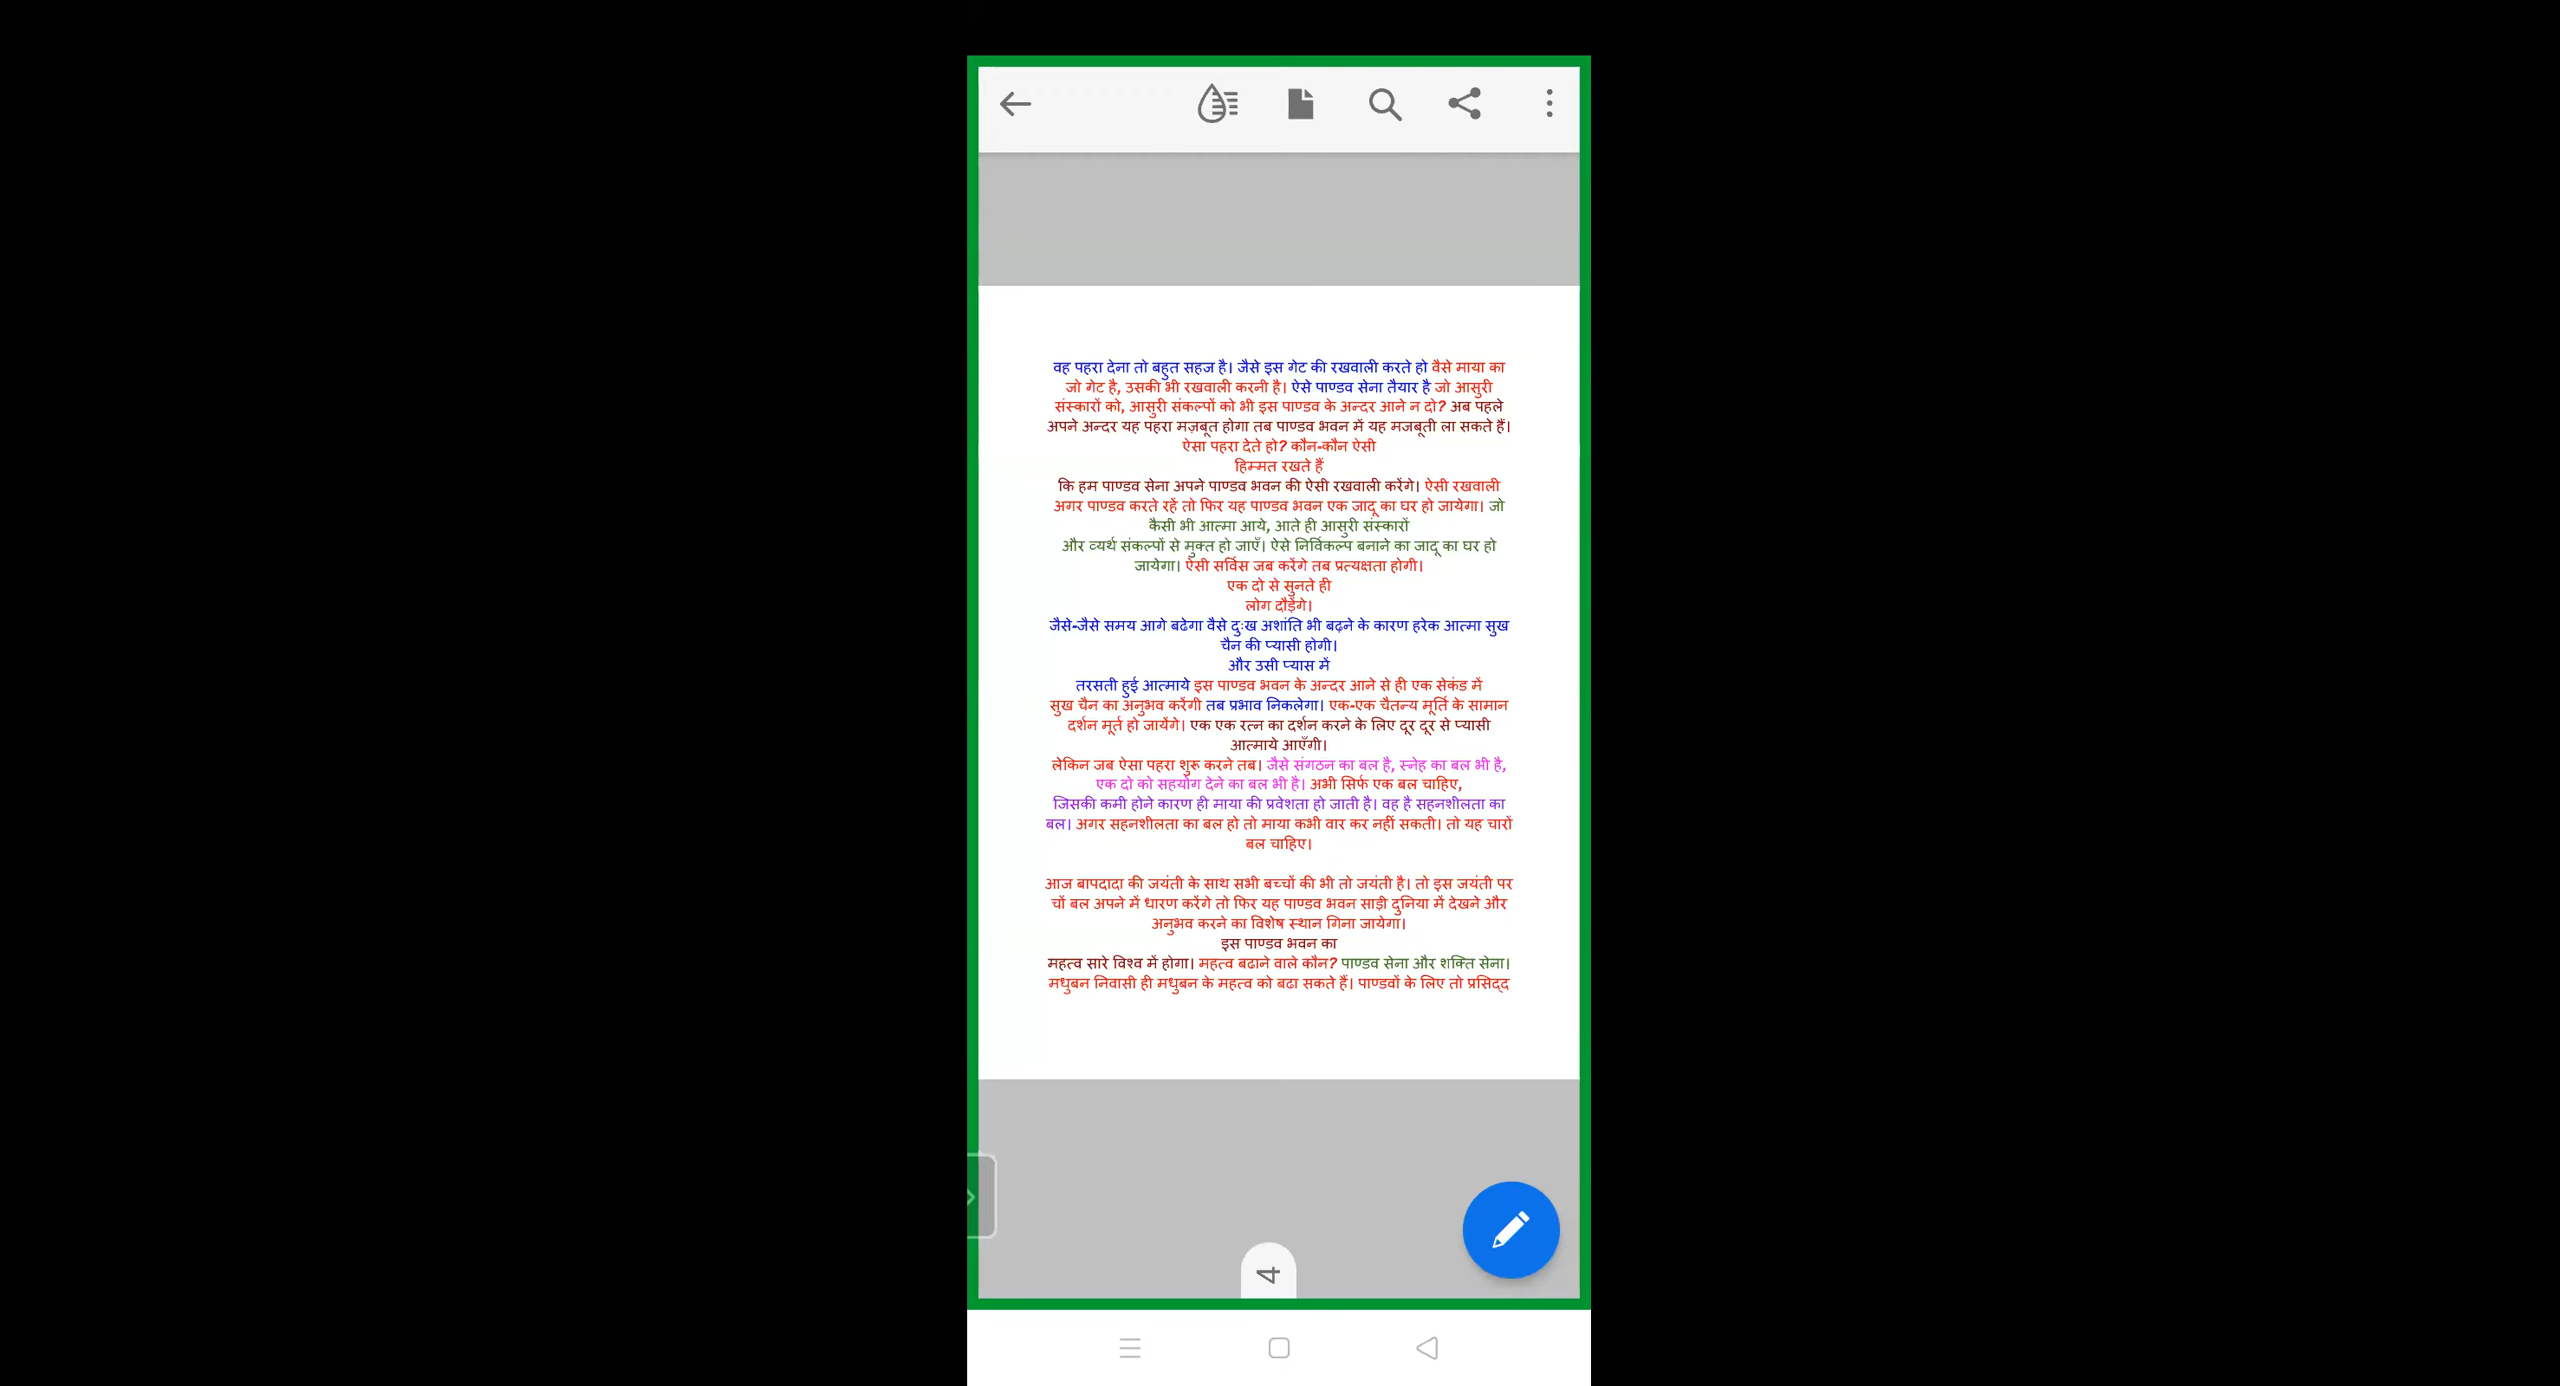 वह पहरा देना तो बहुत सहज है। जैसे इस गेट की रखवाली करते हो वैसे माया का
जो गेट है, उसकी भी रखवाली करनी है। ऐसे पाण्डव सेना तैयार है जो आसुरी
संस्कारों को, आसुरी संकल्पों को भी इस पाण्डव के अन्दर आने न दो? अब पहले
अपने अन्दर यह पहरा मज़बूत होगा तब पाण्डव भवन में यह मजबूती ला सकते हैं।
ऐसा पहरा देते हो? कौन-कौन ऐसी
हिम्मत रखते हैं
कि हम पाण्डव सेना अपने पाण्डव भवन की ऐसी रखवाली करेंगे। ऐसी रखवाली
अगर पाण्डव करते रहें तो फिर यह पाण्डव भवन एक जादू का घर हो जायेगा। जो
कैसी भी आत्मा आये, आते ही आसुरी संस्कारों
और व्यर्थ संकल्पों से मुक्त हो जाएँ। ऐसे निर्विकल्प बनाने का जादू का घर हो
जायेगा। ऐसी सर्विस जब करेंगे तब प्रत्यक्षता होगी।
एक दो से सुनते ही
लोग दौड़ेंगे।
जैसे-जैसे समय आगे बढेगा वैसे दुःख अशांति भी बढ़ने के कारण हरेक आत्मा सुख
चैन की प्यासी होगी।
और उसी प्यास में
तरसती हुई आत्माये इस पाण्डव भवन के अन्दर आने से ही एक सेकंड में
सुख चैन का अनुभव करेंगी तब प्रभाव निकलेगा। एक-एक चैतन्य मूर्ति के सामान
दर्शन मूर्त हो जायेंगे। एक एक रत्न का दर्शन करने के लिए दूर दूर से प्यासी
आत्माये आएँगी।
लेकिन जब ऐसा पहरा शुरू करने तब। जैसे संगठन का बल है, स्नेह का बल भी है,
एक दो को सहयोग देने का बल भी है। अभी सिर्फ एक बल चाहिए,
जिसकी कमी होने कारण ही माया की प्रवेशता हो जाती है। वह है सहनशीलता का
बल। अगर सहनशीलता का बल हो तो माया कभी वार कर नहीं सकती। तो यह चारों
बल चाहिए।
आज बापदादा की जयंती के साथ सभी बच्चों की भी तो जयंती है। तो इस जयंती पर
चों बल अपने में धारण करेंगे तो फिर यह पाण्डव भवन साड़ी दुनिया में देखने और
अनुभव करने का विशेष स्थान गिना जायेगा।
इस पाण्डव भवन का
महत्व सारे विश्व में होगा। महत्व बढाने वाले कौन? पाण्डव सेना और शक्ति सेना।
मधुबन निवासी ही मधुबन के महत्व को बढा सकते हैं। पाण्डवों के लिए तो प्रसिद्द
4